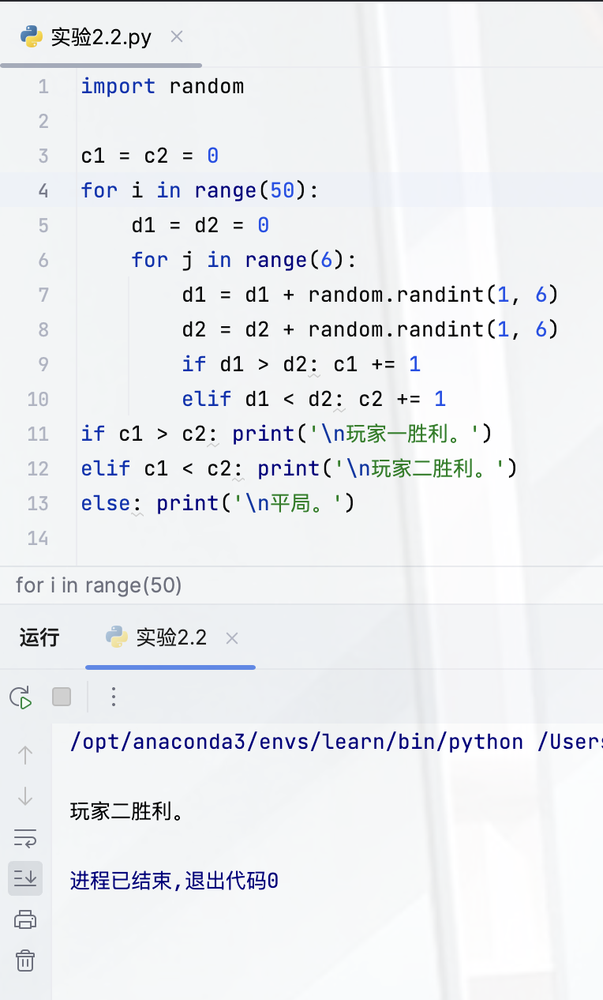 实验2.2.py ×
1 import random
2
3 c1 = c2 = 0
4 for i in range(50):
5     d1 = d2 = 0
6     for j in range(6):
7         d1 = d1 + random.randint(1, 6)
8         d2 = d2 + random.randint(1, 6)
9         if d1 > d2: c1 += 1
10         elif d1 < d2: c2 += 1
11 if c1 > c2: print('\n玩家一胜利。')
12 elif c1 < c2: print('\n玩家二胜利。')
13 else: print('\n平局。')
14
for i in range(50)
运行 实验2.2 ×
/opt/anaconda3/envs/learn/bin/python /Users
玩家二胜利。
进程已结束,退出代码0